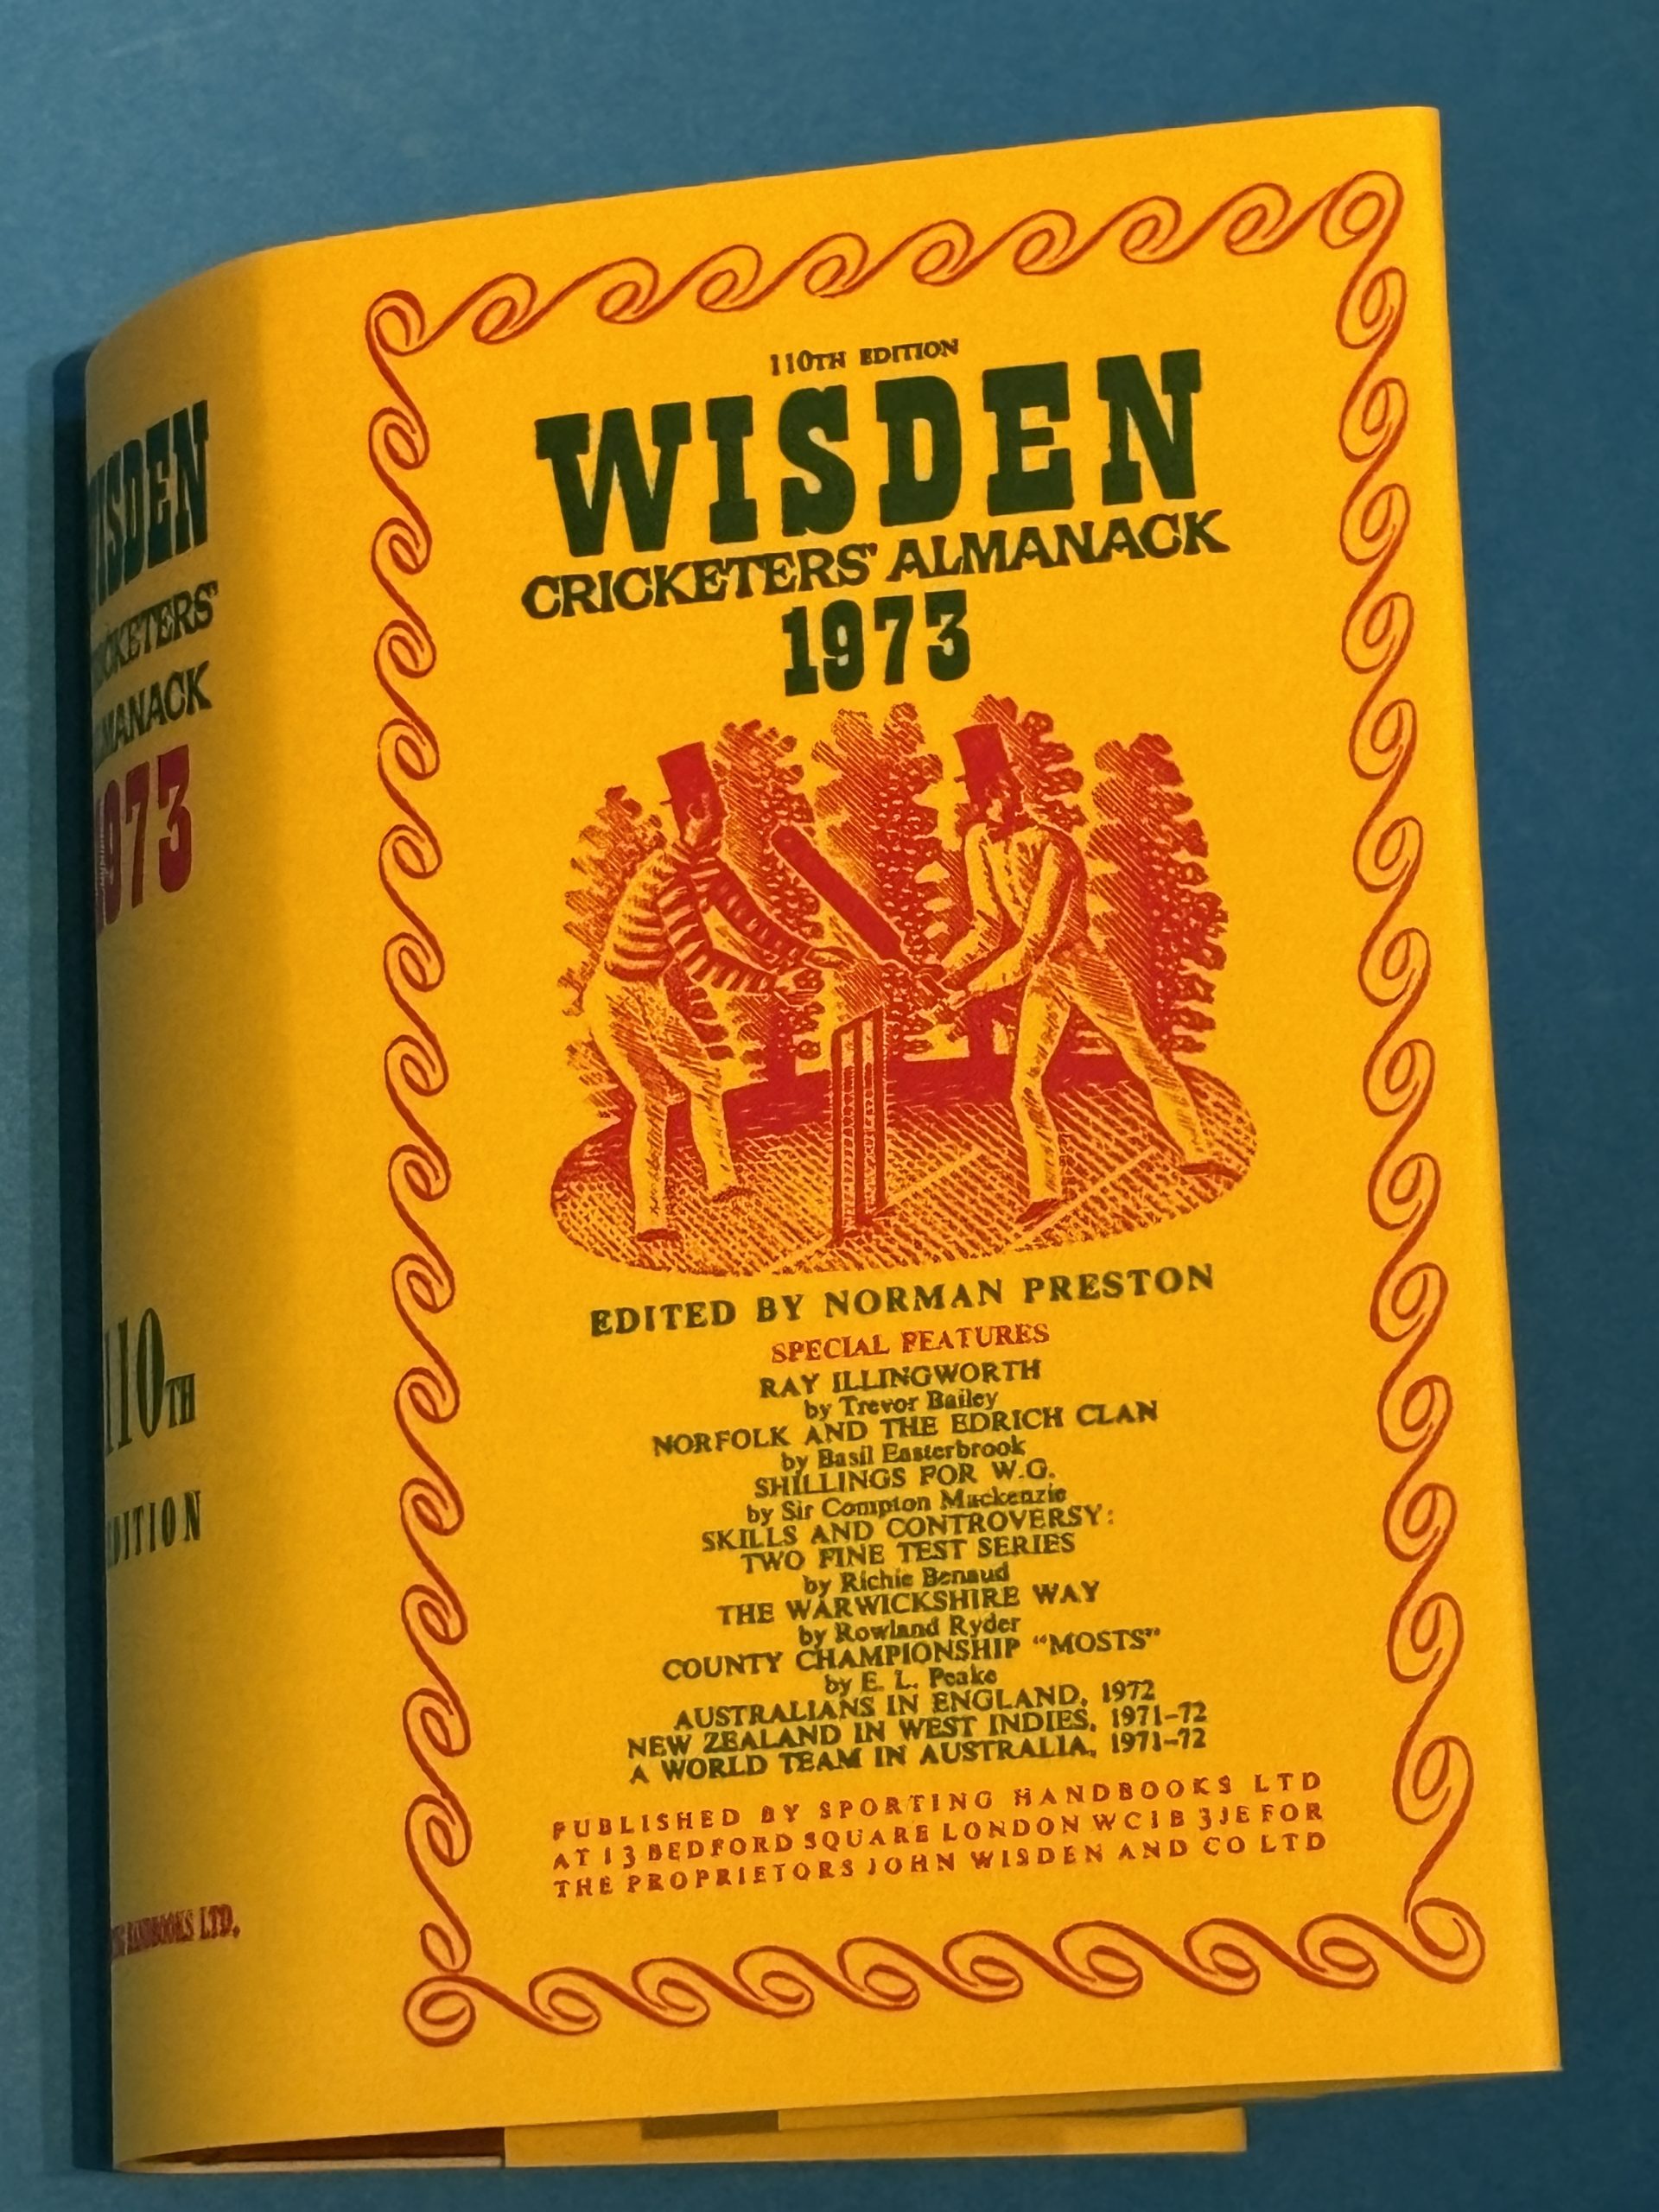 110TH EDITION
WISDEN
CRICKETERS' ALMANACK
1973
EDITED BY NORMAN PRESTON
SPECIAL FEATURES
RAY ILLINGWORTH
by Trevor Bailey
NORFOLK AND THE EDRICH CLAN
by Basil Easterbrook
SHILLINGS FOR W.G.
by Sir Compton Mackenzie
SKILLS AND CONTROVERSY:
TWO FINE TEST SERIES
by Richie Benaud
THE WARWICKSHIRE WAY
by Rowland Ryder
COUNTY CHAMPIONSHIP “MOSTS”
by E. L. Peake
AUSTRALIANS IN ENGLAND, 1972
NEW ZEALAND IN WEST INDIES, 1971–72
A WORLD TEAM IN AUSTRALIA, 1971–72
PUBLISHED BY SPORTING HANDBOOKS LTD
AT 13 BEDFORD SQUARE LONDON WC1B 3JE FOR
THE PROPRIETORS JOHN WISDEN AND CO LTD
WISDEN
CRICKETERS'
ALMANACK
1973
110TH
EDITION
HANDBOOKS LTD.